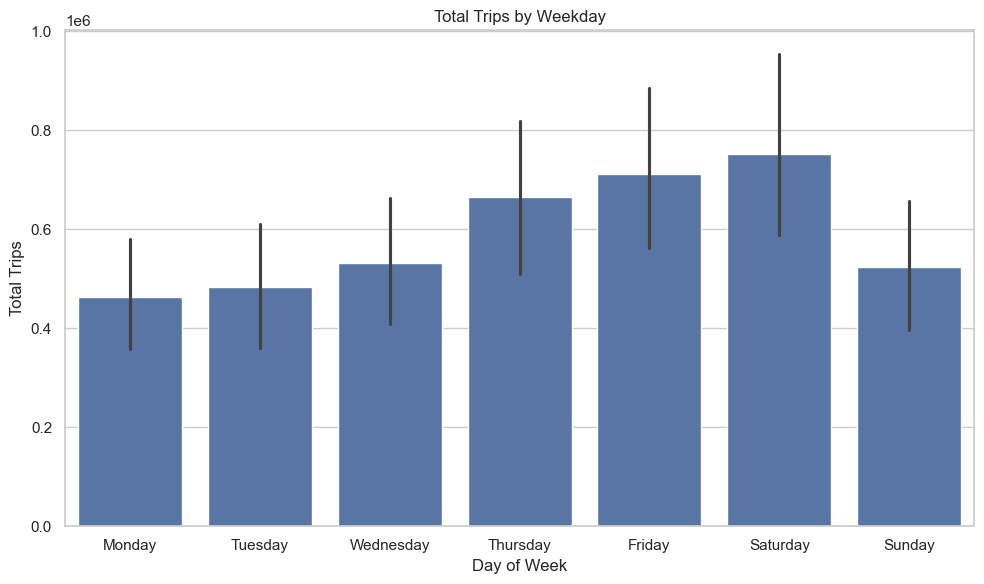 Total Trips by Weekday
1e6
1.0
0.8
0.6
0.4
0.2
0.0
Total Trips
Monday Tuesday Wednesday Thursday Friday Saturday Sunday
Day of Week